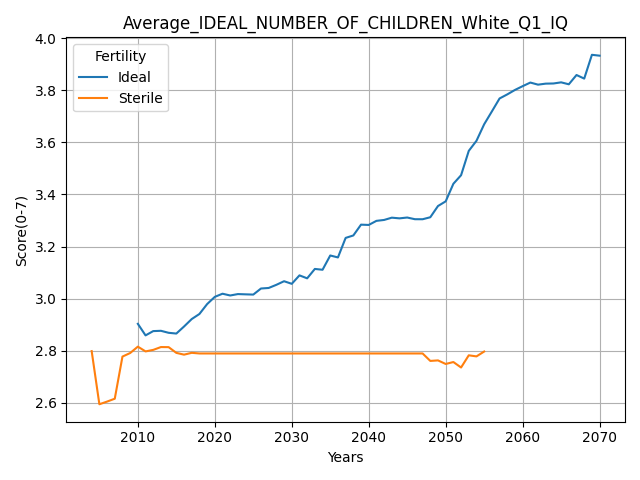 Average_IDEAL_NUMBER_OF_CHILDREN_White_Q1_IQ
Fertility
Ideal
Sterile
Score(0-7)
4.0
3.8
3.6
3.4
3.2
3.0
2.8
2.6
2010 2020 2030 2040 2050 2060 2070
Years